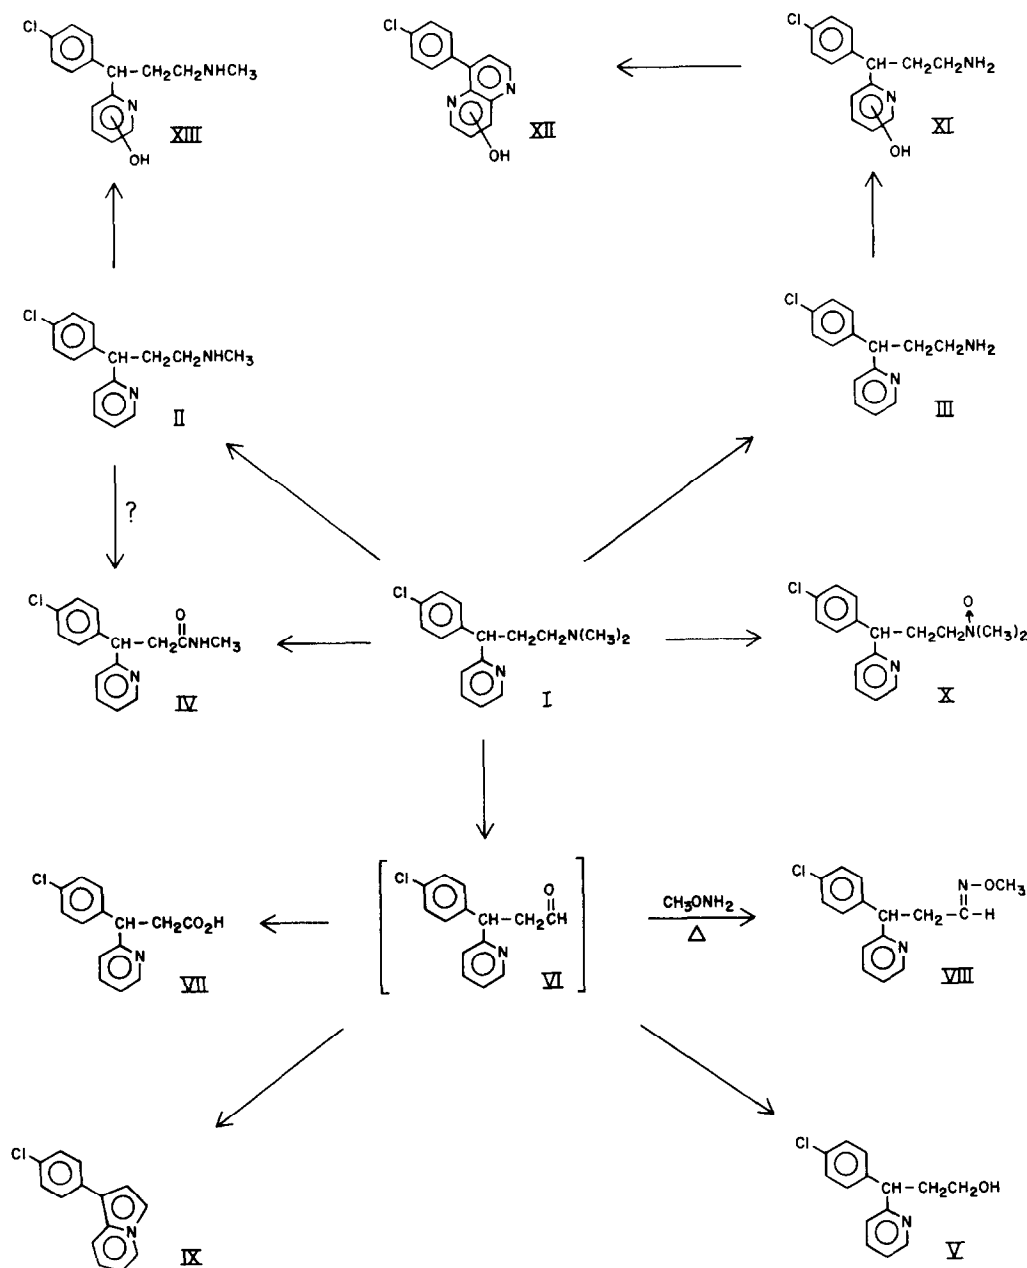 Cl
CH-CH2CH2NHCH3
N
OH
XIII
Cl
N
N
OH
XII
Cl
CH-CH2CH2NH2
N
OH
XI
Cl
CH-CH2CH2NHCH3
N
II
Cl
CH-CH2CH2NH2
N
III
?
Cl
O
CH-CH2CNHCH3
N
IV
Cl
CH-CH2CH2N(CH3)2
N
I
Cl
O
CH-CH2CH2N(CH3)2
N
X
Cl
CH-CH2CO2H
N
VII
Cl
O
CH-CH2CH
N
VI
CH3ONH2
△
Cl
N-OCH3
CH-CH2-C-H
N
VIII
Cl
N
IX
Cl
CH-CH2CH2OH
N
V